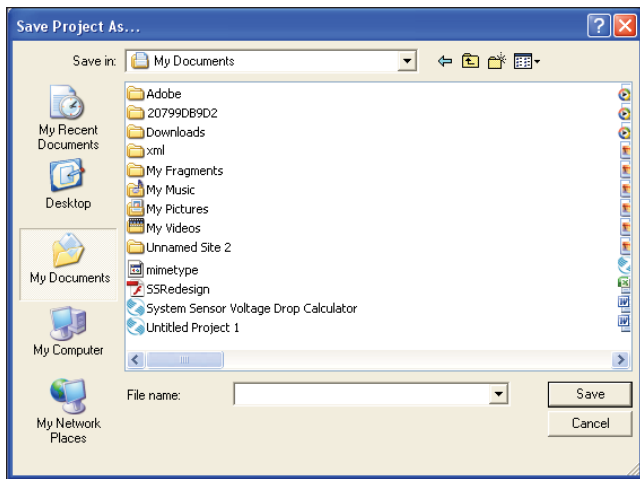 Save Project As...
Save in:
My Documents
My Recent
Documents
Desktop
My Documents
My Computer
My Network
Places
Adobe
20799DB9D2
Downloads
xml
My Fragments
My Music
My Pictures
My Videos
Unnamed Site 2
mimetype
SSRedesign
System Sensor Voltage Drop Calculator
Untitled Project 1
File name:
Save
Cancel